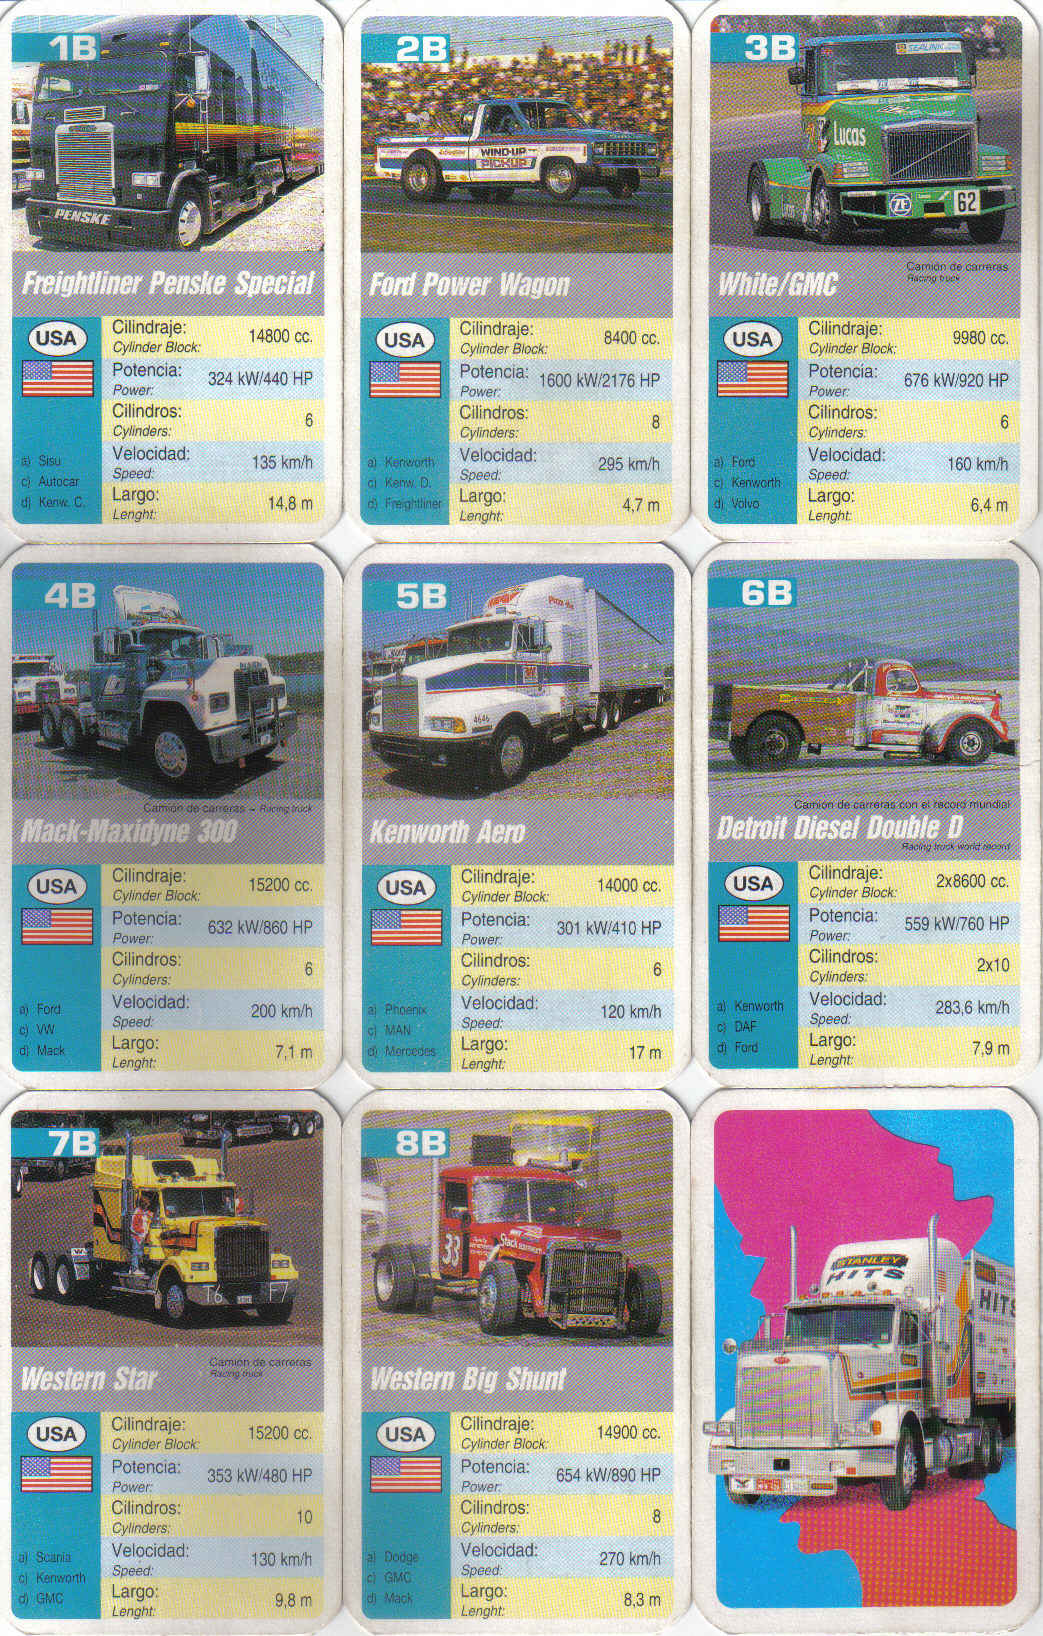 1B
PENSKE
Freightliner Penske Special
USA
Cilindraje: 14800 cc.
Cylinder Block:
Potencia: 324 kW/440 HP
Power:
Cilindros: 6
Cylinders:
a) Sisu
Velocidad: 135 km/h
Speed:
c) Autocar
d) Kenw. C.
Largo: 14,8 m
Lenght:
2B
WIND-UP
PICK-UP
Ford Power Wagon
USA
Cilindraje: 8400 cc.
Cylinder Block:
Potencia: 1600 kW/2176 HP
Power:
Cilindros: 8
Cylinders:
a) Kenworth
Velocidad: 295 km/h
Speed:
c) Kenw. D.
d) Freightliner
Largo: 4,7 m
Lenght:
3B
SEALINK
Lucas
ZF
62
Camión de carreras
Racing truck
White/GMC
USA
Cilindraje: 9980 cc.
Cylinder Block:
Potencia: 676 kW/920 HP
Power:
Cilindros: 6
Cylinders:
a) Ford
Velocidad: 160 km/h
Speed:
c) Kenworth
d) Volvo
Largo: 6,4 m
Lenght:
4B
Camión de carreras – Racing truck
Mack-Maxidyne 300
USA
Cilindraje: 15200 cc.
Cylinder Block:
Potencia: 632 kW/860 HP
Power:
Cilindros: 6
Cylinders:
a) Ford
Velocidad: 200 km/h
Speed:
c) VW
d) Mack
Largo: 7,1 m
Lenght:
5B
4646
Kenworth Aero
USA
Cilindraje: 14000 cc.
Cylinder Block:
Potencia: 301 kW/410 HP
Power:
Cilindros: 6
Cylinders:
a) Phoenix
Velocidad: 120 km/h
Speed:
c) MAN
d) Mercedes
Largo: 17 m
Lenght:
6B
Camion de carreras con el record mundial
Detroit Diesel Double D
Racing truck world record
USA
Cilindraje: 2x8600 cc.
Cylinder Block:
Potencia: 559 kW/760 HP
Power:
Cilindros: 2x10
Cylinders:
a) Kenworth
Velocidad: 283,6 km/h
Speed:
c) DAF
d) Ford
Largo: 7,9 m
Lenght:
7B
T6 F7
Camión de carreras
Racing truck
Western Star
USA
Cilindraje: 15200 cc.
Cylinder Block:
Potencia: 353 kW/480 HP
Power:
Cilindros: 10
Cylinders:
a) Scania
Velocidad: 130 km/h
Speed:
c) Kenworth
d) GMC
Largo: 9,8 m
Lenght:
8B
33
Western Big Shunt
USA
Cilindraje: 14900 cc.
Cylinder Block:
Potencia: 654 kW/890 HP
Power:
Cilindros: 8
Cylinders:
a) Dodge
Velocidad: 270 km/h
Speed:
c) GMC
d) Mack
Largo: 8,3 m
Lenght:
STANLEY
HITS
HITS